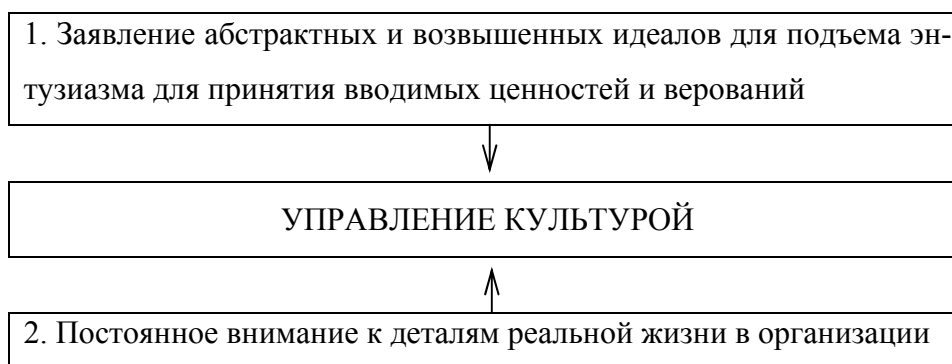 1. Заявление абстрактных и возвышенных идеалов для подъема эн-
тузиазма для принятия вводимых ценностей и верований
УПРАВЛЕНИЕ КУЛЬТУРОЙ
2. Постоянное внимание к деталям реальной жизни в организации